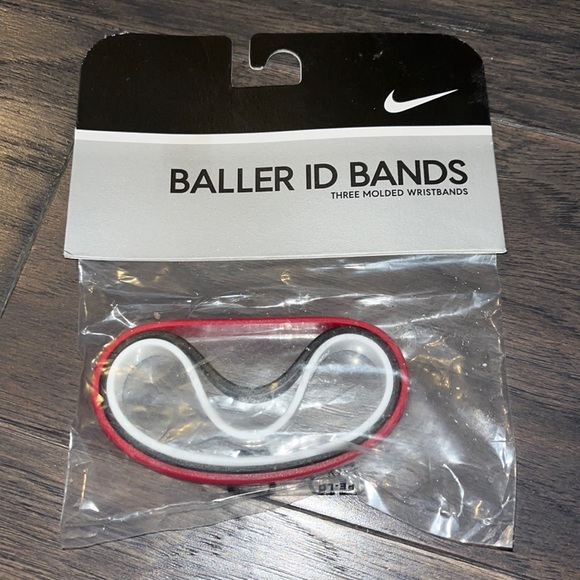 BALLER ID BANDS
THREE MOLDED WRISTBANDS